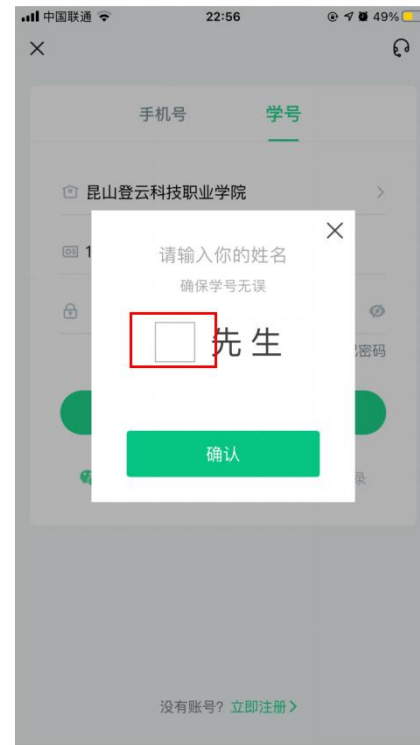 中国联通 22:56 49%
手机号 学号
昆山登云科技职业学院
1
请输入你的姓名
确保学号无误
先生
密码
确认
录
没有账号? 立即注册